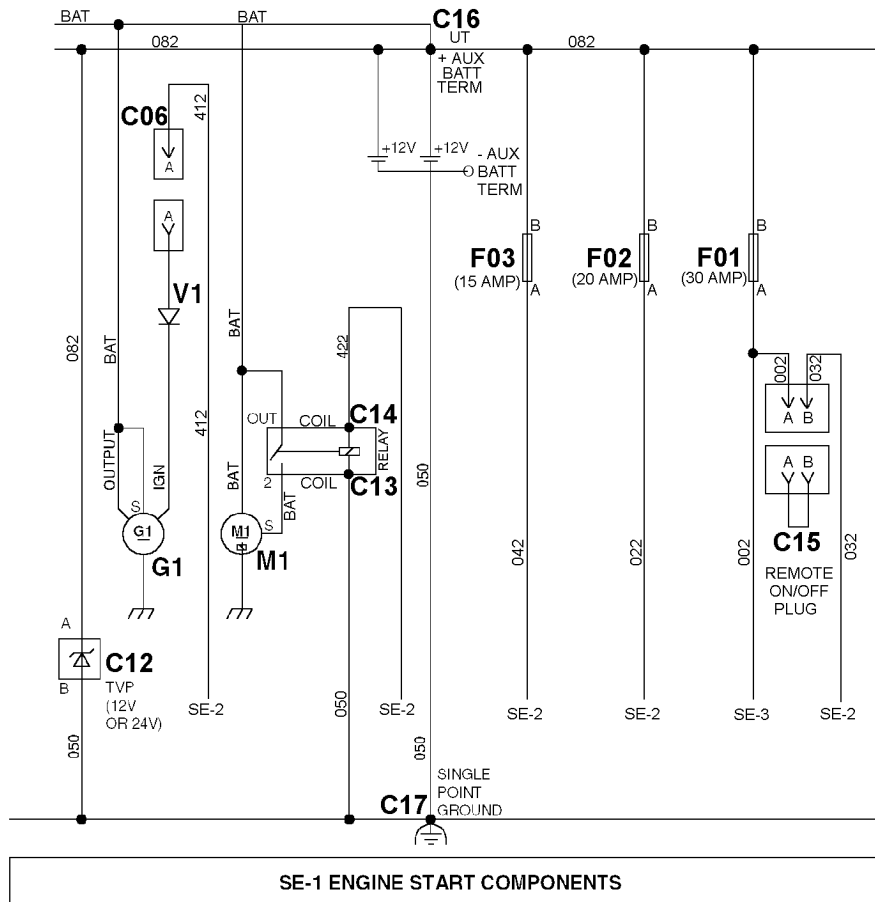 BAT
BAT
C16
UT
082
082
+ AUX
BATT
TERM
C06
412
A
+12V
+12V
- AUX
BATT
TERM
A
B
B
B
F03
(15 AMP)
F02
(20 AMP)
F01
(30 AMP)
A
A
A
V1
082
BAT
BAT
422
002
032
412
OUT
COIL
C14
RELAY
A B
OUTPUT
IGN
BAT
2
COIL
C13
050
A B
BAT
S
G1
G1
M1
S
M1
C15
REMOTE
ON/OFF
PLUG
042
022
002
032
A
C12
B
TVP
(12V
OR 24V)
SE-2
050
SE-2
SE-2
SE-2
SE-3
SE-2
050
050
SINGLE
POINT
GROUND
C17
SE-1 ENGINE START COMPONENTS